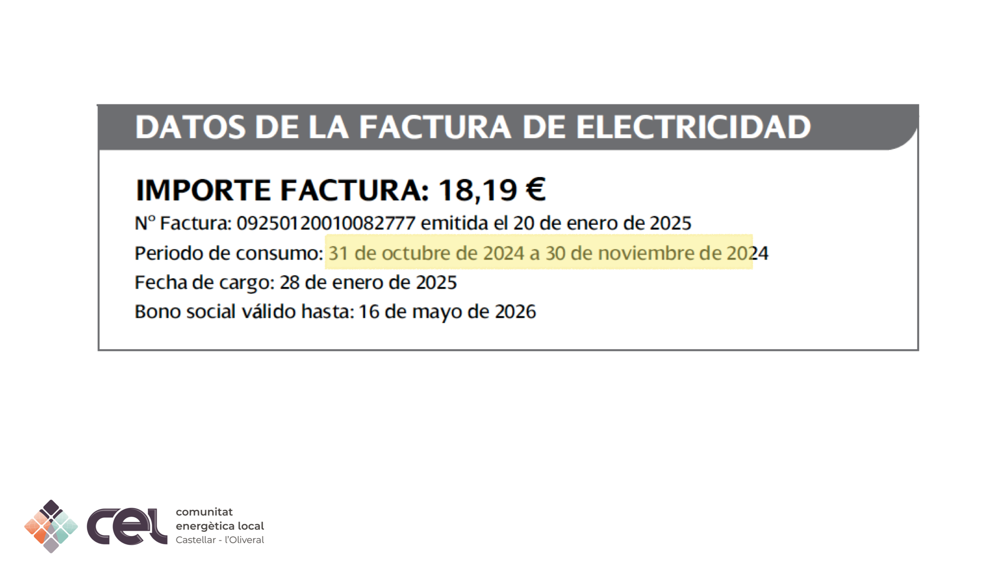 DATOS DE LA FACTURA DE ELECTRICIDAD
IMPORTE FACTURA: 18,19 €
Nº Factura: 09250120010082777 emitida el 20 de enero de 2025
Periodo de consumo: 31 de octubre de 2024 a 30 de noviembre de 2024
Fecha de cargo: 28 de enero de 2025
Bono social válido hasta: 16 de mayo de 2026
cel
comunitat
energètica local
Castellar - l'Oliveral